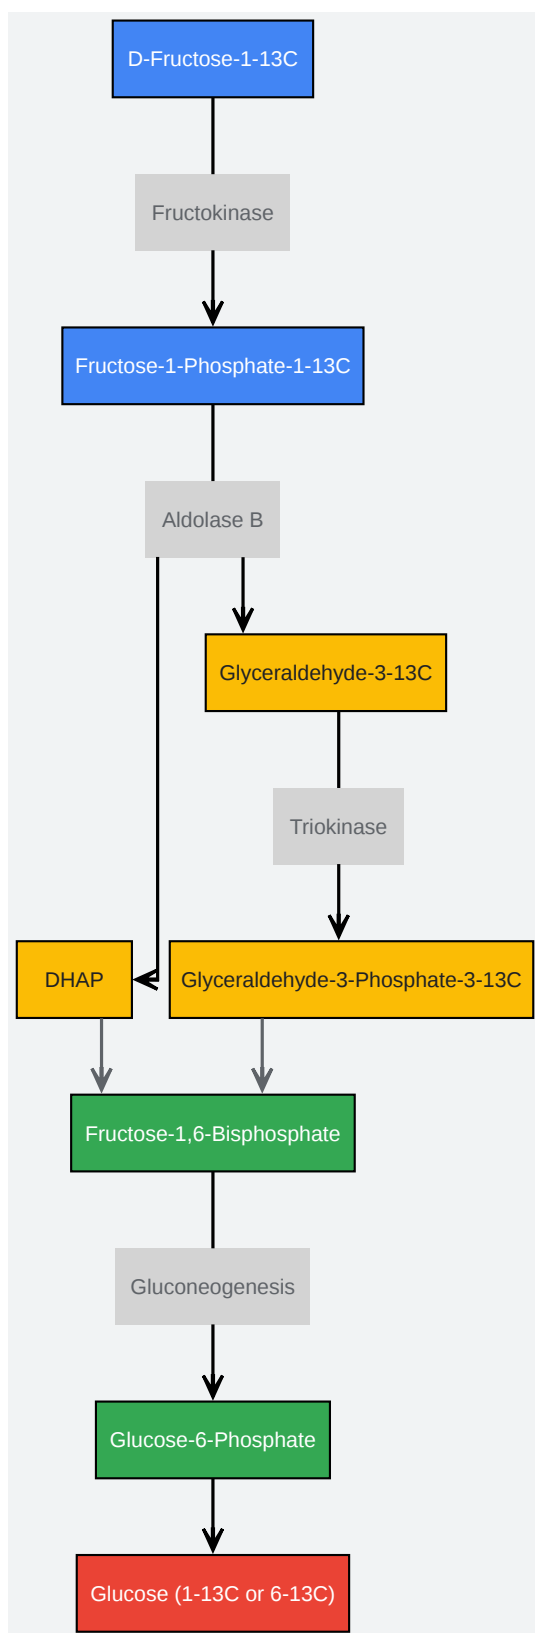 D-Fructose-1-13C
Fructokinase
Fructose-1-Phosphate-1-13C
Aldolase B
Glyceraldehyde-3-13C
Triokinase
DHAP
Glyceraldehyde-3-Phosphate-3-13C
Fructose-1,6-Bisphosphate
Gluconeogenesis
Glucose-6-Phosphate
Glucose (1-13C or 6-13C)